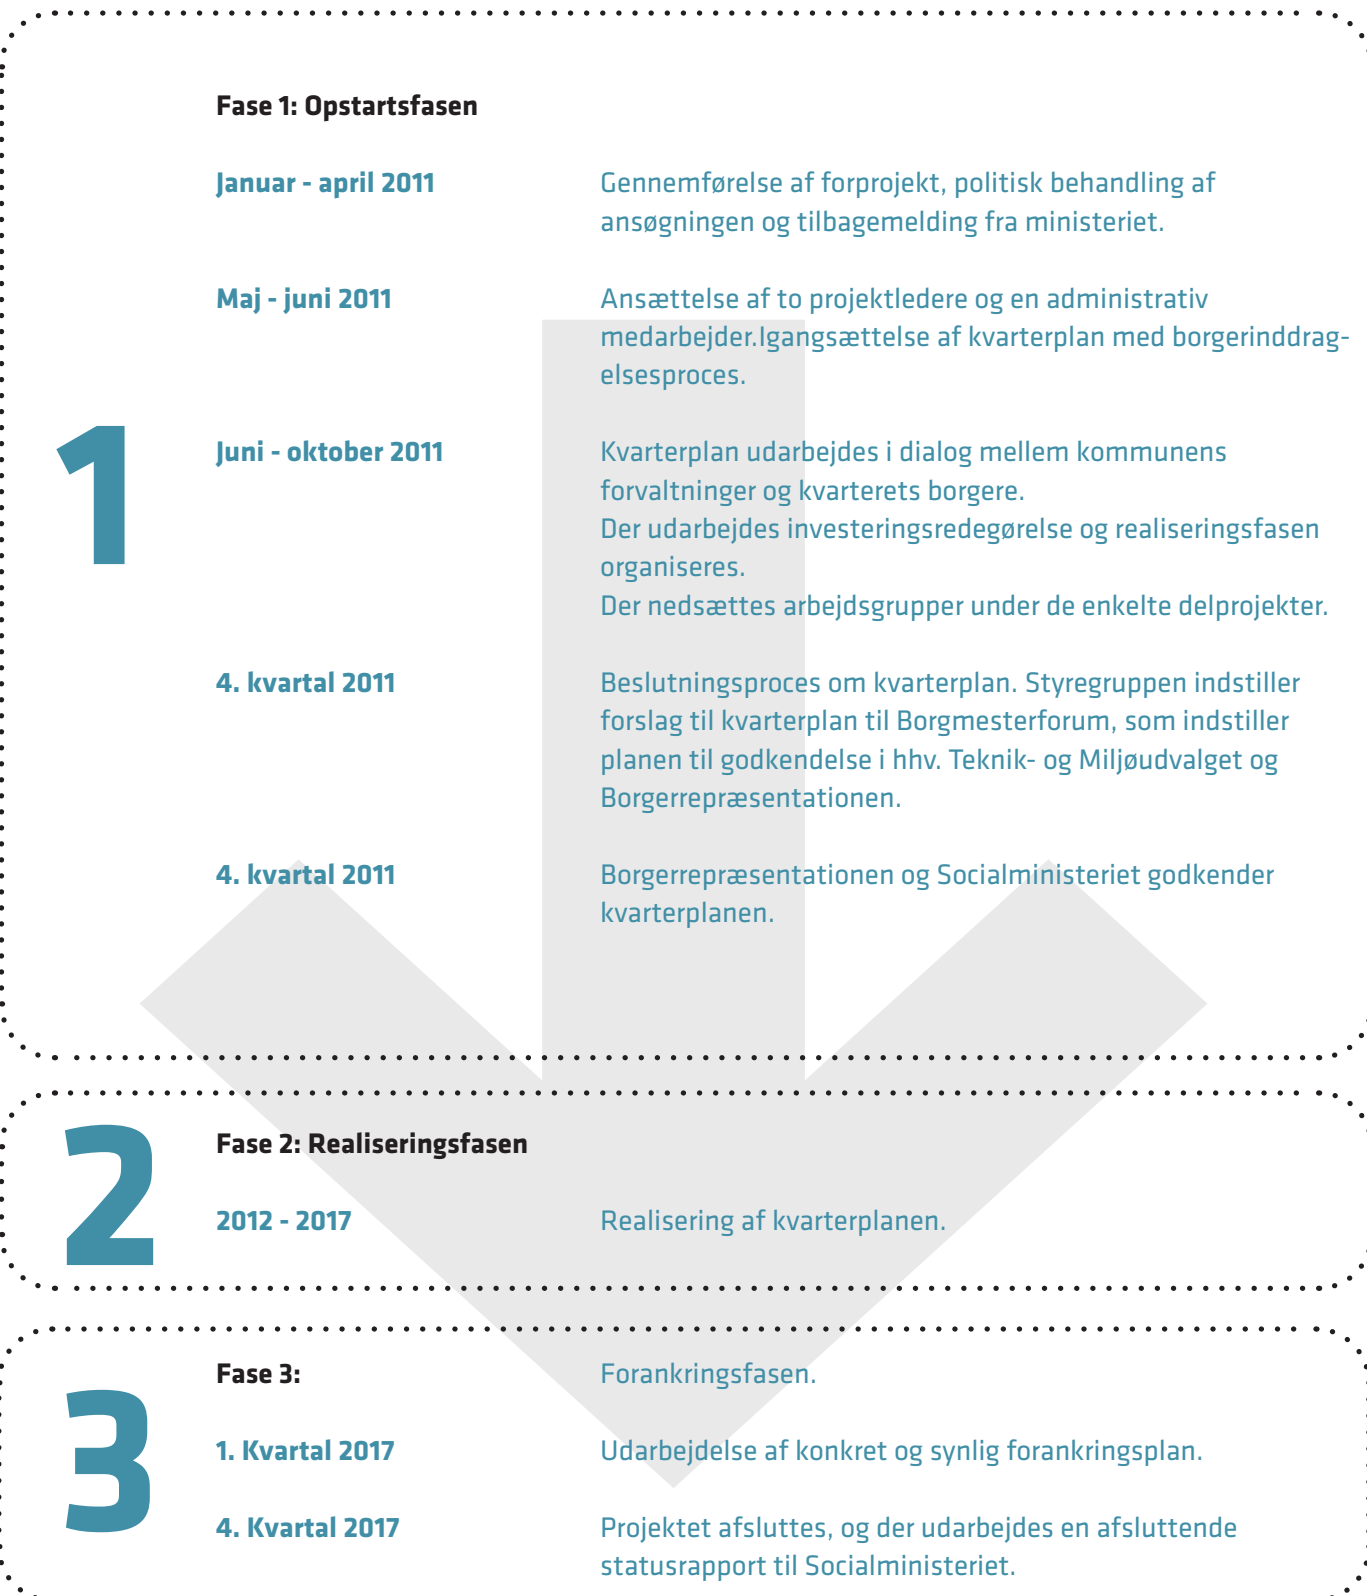 Fase 1: Opstartsfasen
Januar - april 2011
Gennemførelse af forprojekt, politisk behandling af
ansøgningen og tilbagemelding fra ministeriet.
Maj - juni 2011
Ansættelse af to projektledere og en administrativ
medarbejder.Igangsættelse af kvarterplan med borgerinddrag-
elsesproces.
1
Juni - oktober 2011
Kvarterplan udarbejdes i dialog mellem kommunens
forvaltninger og kvarterets borgere.
Der udarbejdes investeringsredegørelse og realiseringsfasen
organiseres.
Der nedsættes arbejdsgrupper under de enkelte delprojekter.
4. kvartal 2011
Beslutningsproces om kvarterplan. Styregruppen indstiller
forslag til kvarterplan til Borgmesterforum, som indstiller
planen til godkendelse i hhv. Teknik- og Miljøudvalget og
Borgerrepræsentationen.
4. kvartal 2011
Borgerrepræsentationen og Socialministeriet godkender
kvarterplanen.
2
Fase 2: Realiseringsfasen
2012 - 2017
Realisering af kvarterplanen.
3
Fase 3:
Forankringsfasen.
1. Kvartal 2017
Udarbejdelse af konkret og synlig forankringsplan.
4. Kvartal 2017
Projektet afsluttes, og der udarbejdes en afsluttende
statusrapport til Socialministeriet.